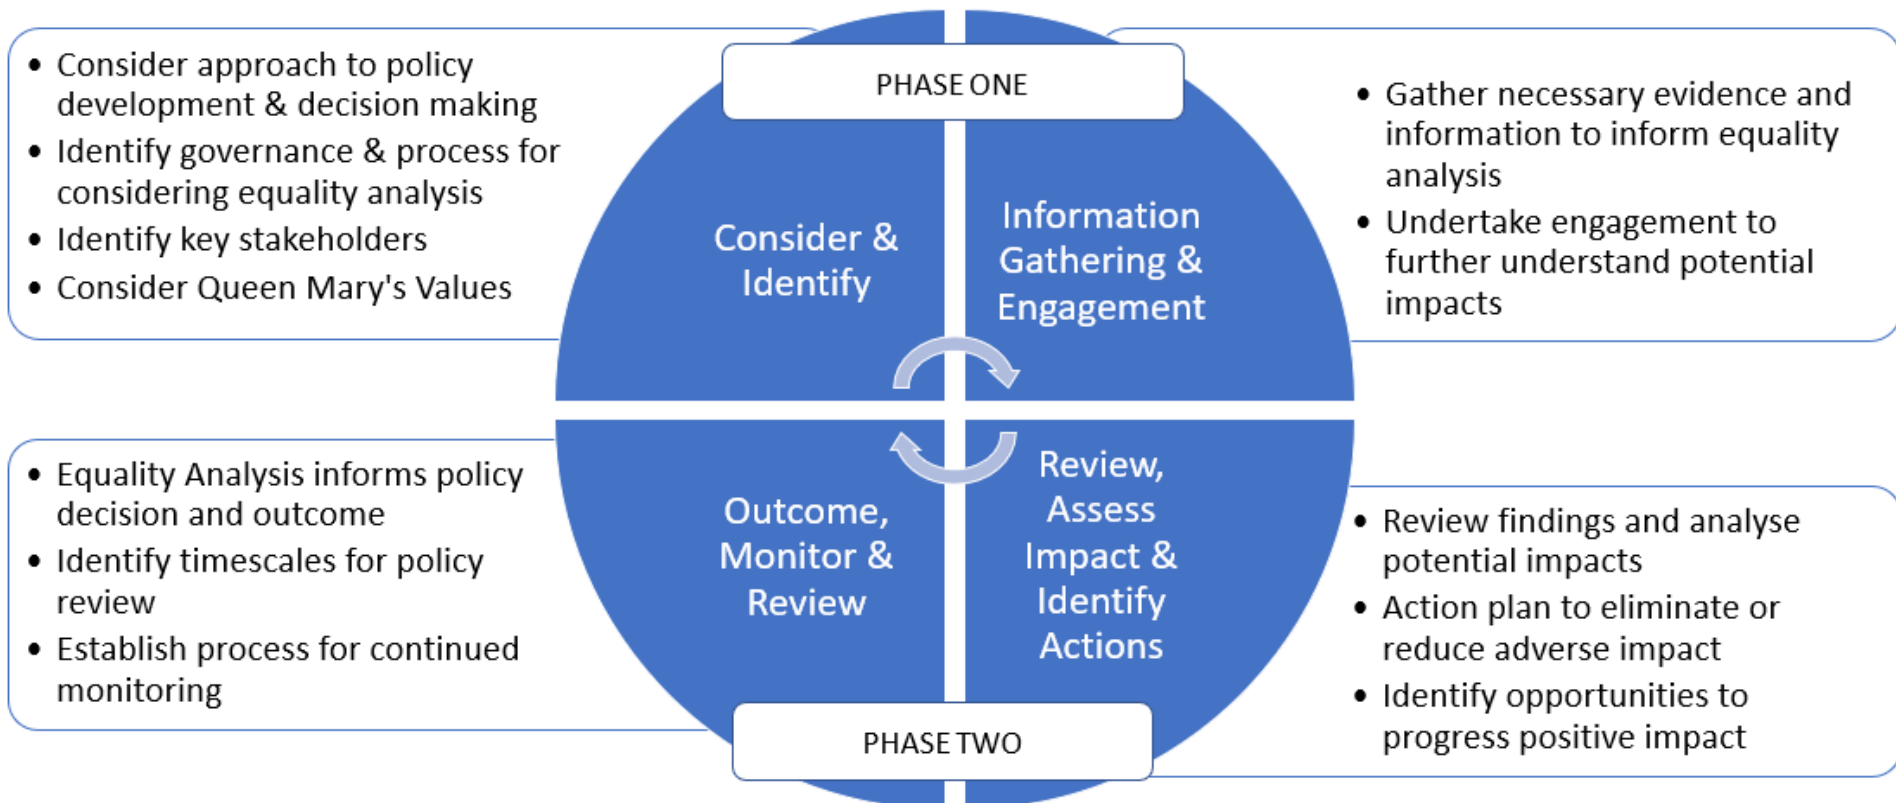 PHASE ONE
• Consider approach to policy
development & decision making
• Identify governance & process for
considering equality analysis
• Identify key stakeholders
• Consider Queen Mary's Values
Consider &
Identify
Information
Gathering &
Engagement
• Gather necessary evidence and
information to inform equality
analysis
• Undertake engagement to
further understand potential
impacts
• Equality Analysis informs policy
decision and outcome
• Identify timescales for policy
review
• Establish process for continued
monitoring
Outcome,
Monitor &
Review
Review,
Assess
Impact &
Identify
Actions
• Review findings and analyse
potential impacts
• Action plan to eliminate or
reduce adverse impact
• Identify opportunities to
progress positive impact
PHASE TWO